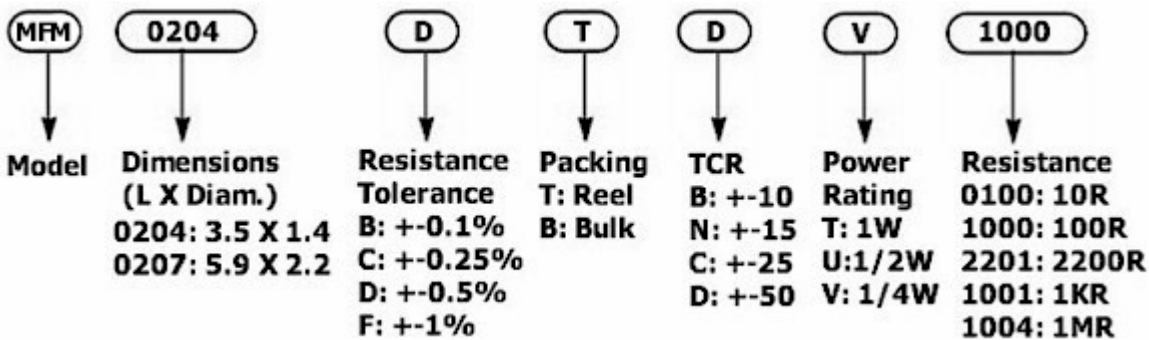 MFM 0204 D T D V 1000
Model
Dimensions
(L X Diam.)
0204: 3.5 X 1.4
0207: 5.9 X 2.2
Resistance
Tolerance
B: +-0.1%
C: +-0.25%
D: +-0.5%
F: +-1%
Packing
T: Reel
B: Bulk
TCR
B: +-10
N: +-15
C: +-25
D: +-50
Power
Rating
T: 1W
U:1/2W
V: 1/4W
Resistance
0100: 10R
1000: 100R
2201: 2200R
1001: 1KR
1004: 1MR